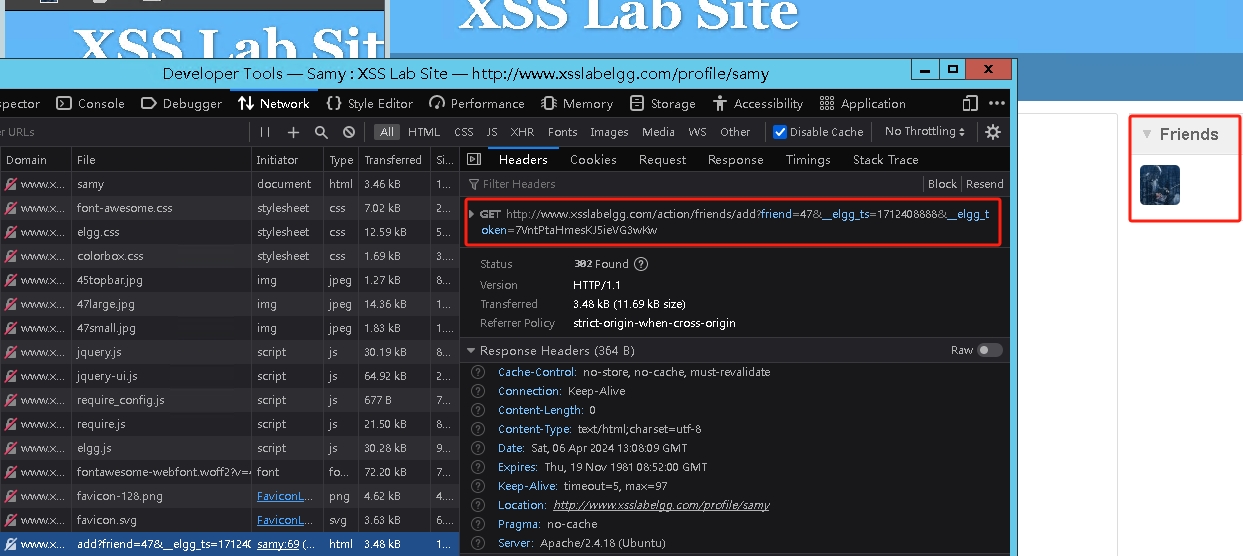 XSS Lab Site
XSS Lab Sit
Developer Tools — Samy : XSS Lab Site — http://www.xsslabelgg.com/profile/samy
spector Console Debugger Network Style Editor Performance Memory Storage Accessibility Application
er URLs All HTML CSS JS XHR Fonts Images Media WS Other Disable Cache No Throttling
Domain File Initiator Type Transferred Si... Headers Cookies Request Response Timings Stack Trace
Friends
www.x... samy document html 3.46 kB 1...
Filter Headers Block Resend
www.x... font-awesome.css stylesheet css 7.02 kB 2...
GET http://www.xsslabelgg.com/action/friends/add?friend=47&__elgg_ts=1712408888&__elgg_t
oken=7VntPtaHmesKJ5ieVG3wKw
www.x... elgg.css stylesheet css 12.59 kB 5...
www.x... colorbox.css stylesheet css 1.69 kB 3...
Status 302 Found
www.x... 45topbar.jpg img jpeg 1.27 kB 8...
Version HTTP/1.1
www.x... 47large.jpg img jpeg 14.36 kB 1...
Transferred 3.48 kB (11.69 kB size)
www.x... 47small.jpg img jpeg 1.83 kB 1...
Referrer Policy strict-origin-when-cross-origin
www.x... jquery.js script js 30.19 kB 8...
Response Headers (364 B) Raw
www.x... jquery-ui.js script js 64.92 kB 2...
Cache-Control: no-store, no-cache, must-revalidate
www.x... require_config.js script js 677 B 7...
Connection: Keep-Alive
Content-Length: 0
www.x... require.js script js 21.50 kB 8...
Content-Type: text/html;charset=utf-8
www.x... elgg.js script js 30.28 kB 9...
Date: Sat, 06 Apr 2024 13:08:09 GMT
www.x... fontawesome-webfont.woff2?v=4 font fo... 72.20 kB 7...
Expires: Thu, 19 Nov 1981 08:52:00 GMT
www.x... favicon-128.png FaviconL... png 4.62 kB 4...
Keep-Alive: timeout=5, max=97
Location: http://www.xsslabelgg.com/profile/samy
www.x... favicon.svg FaviconL... svg 3.63 kB 6...
Pragma: no-cache
www.x... add?friend=47&__elgg_ts=171240 samy:69 (... html 3.48 kB 1...
Server: Apache/2.4.18 (Ubuntu)